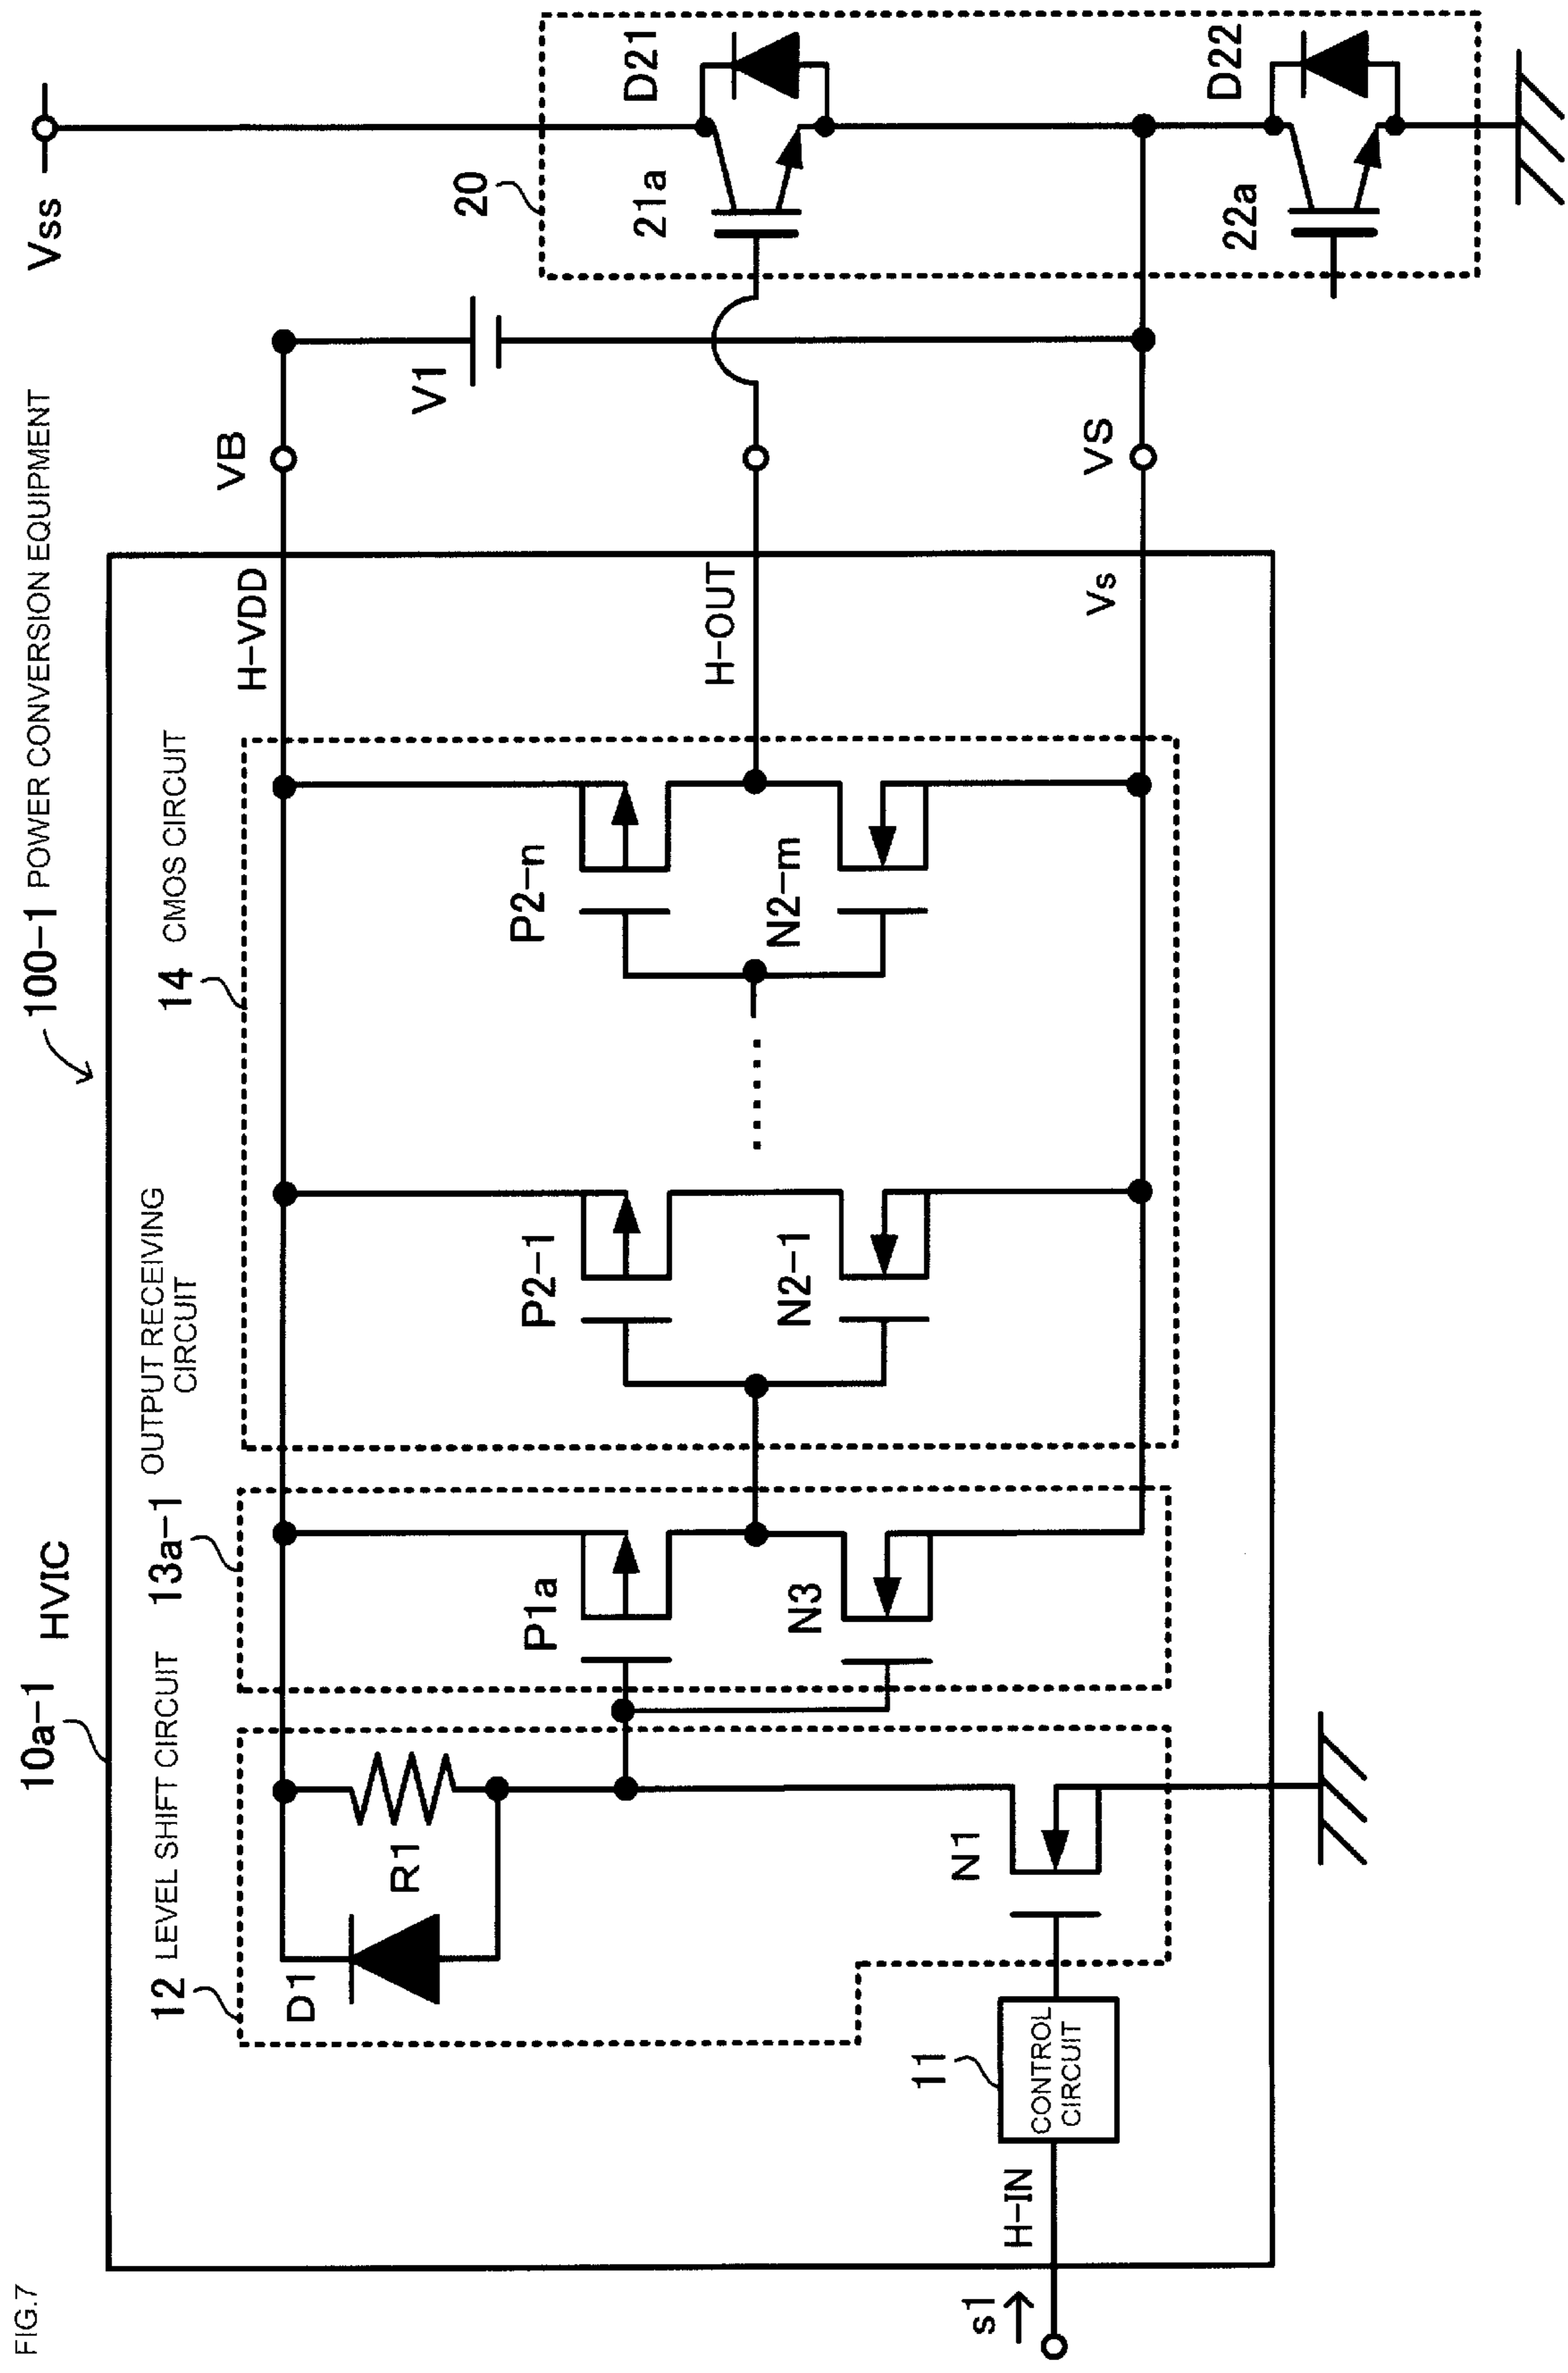 FIG.7
100-1 POWER CONVERSION EQUIPMENT
10a-1 HVIC
12 LEVEL SHIFT CIRCUIT
13a-1 OUTPUT RECEIVING
CIRCUIT
14 CMOS CIRCUIT
H-VDD
VB
Vss
V1
20
D1
R1
P1a
P2-1
P2-n
H-OUT
21a
D21
N3
N2-1
N2-m
s1
H-IN
11
CONTROL
CIRCUIT
N1
Vs
VS
22a
D22